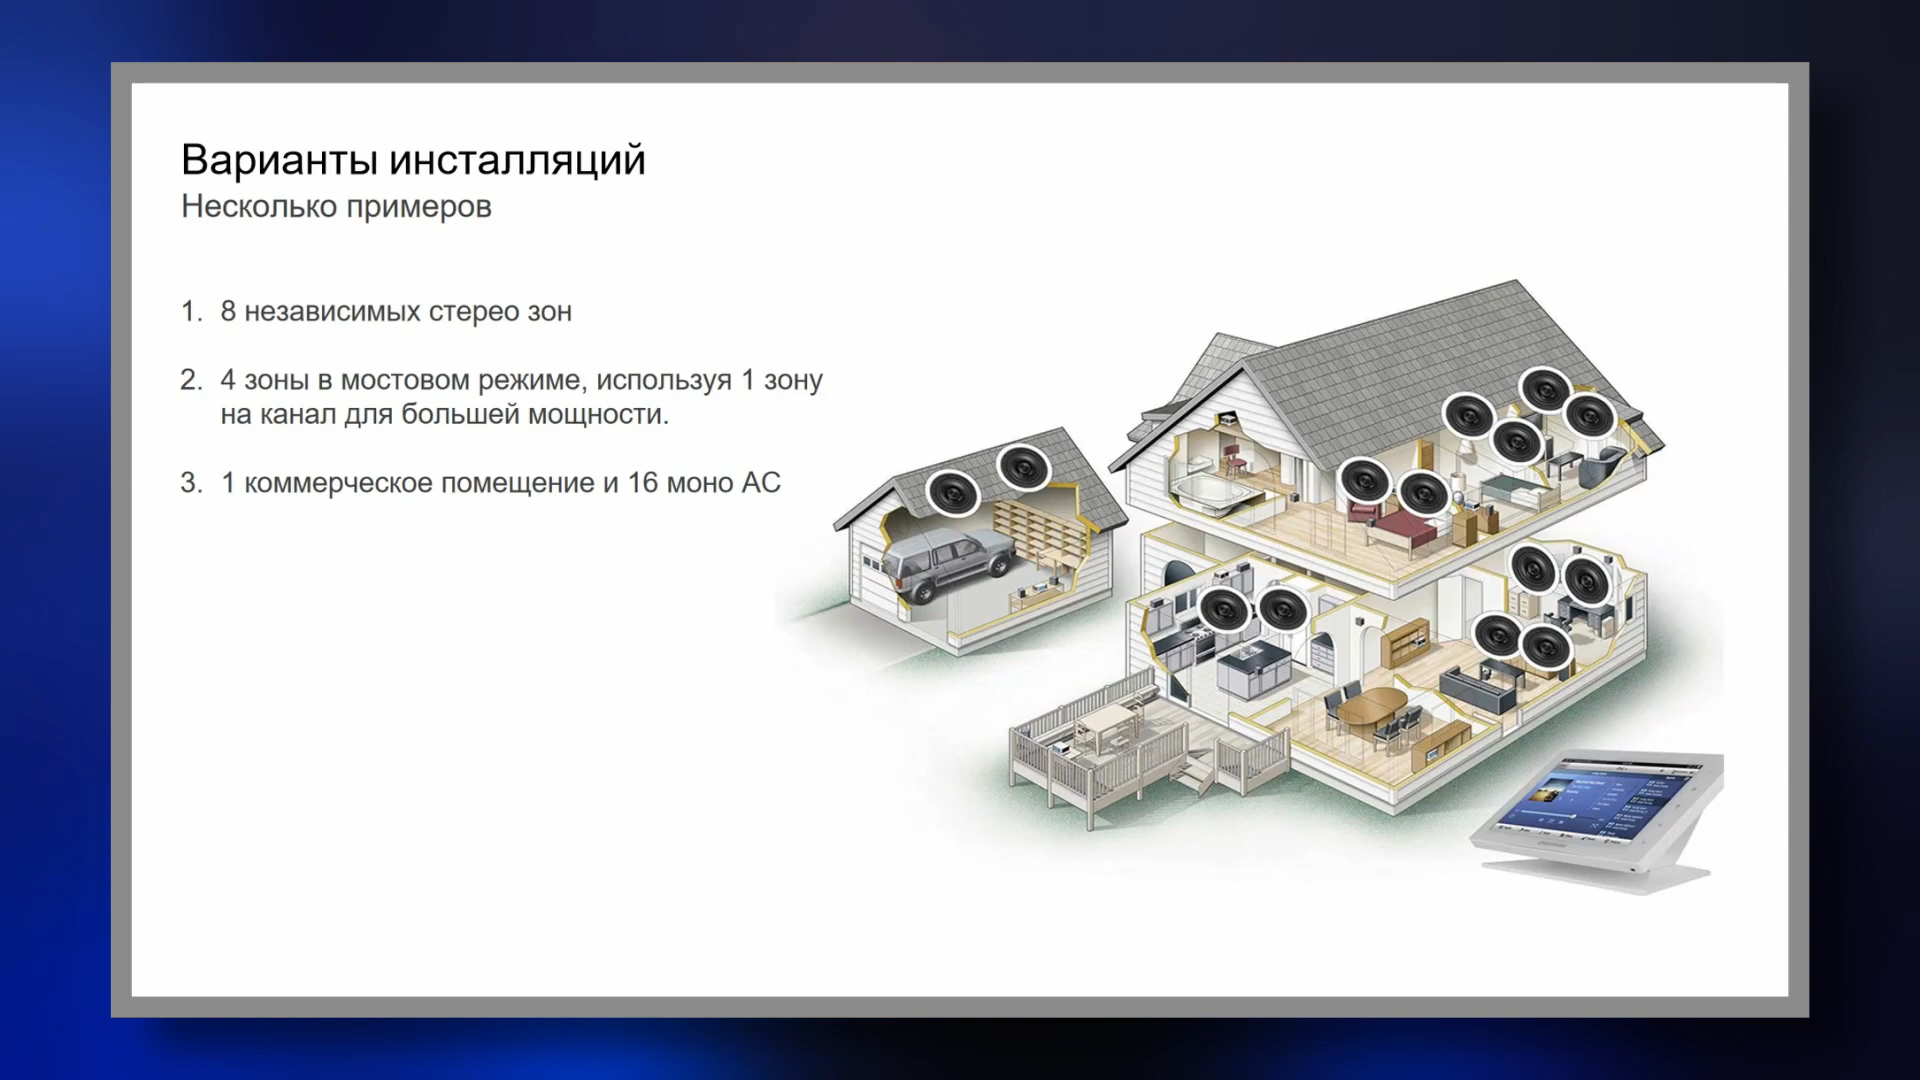 Варианты инсталляций
Несколько примеров
1. 8 независимых стерео зон
2. 4 зоны в мостовом режиме, используя 1 зону
на канал для большей мощности.
3. 1 коммерческое помещение и 16 моно АС